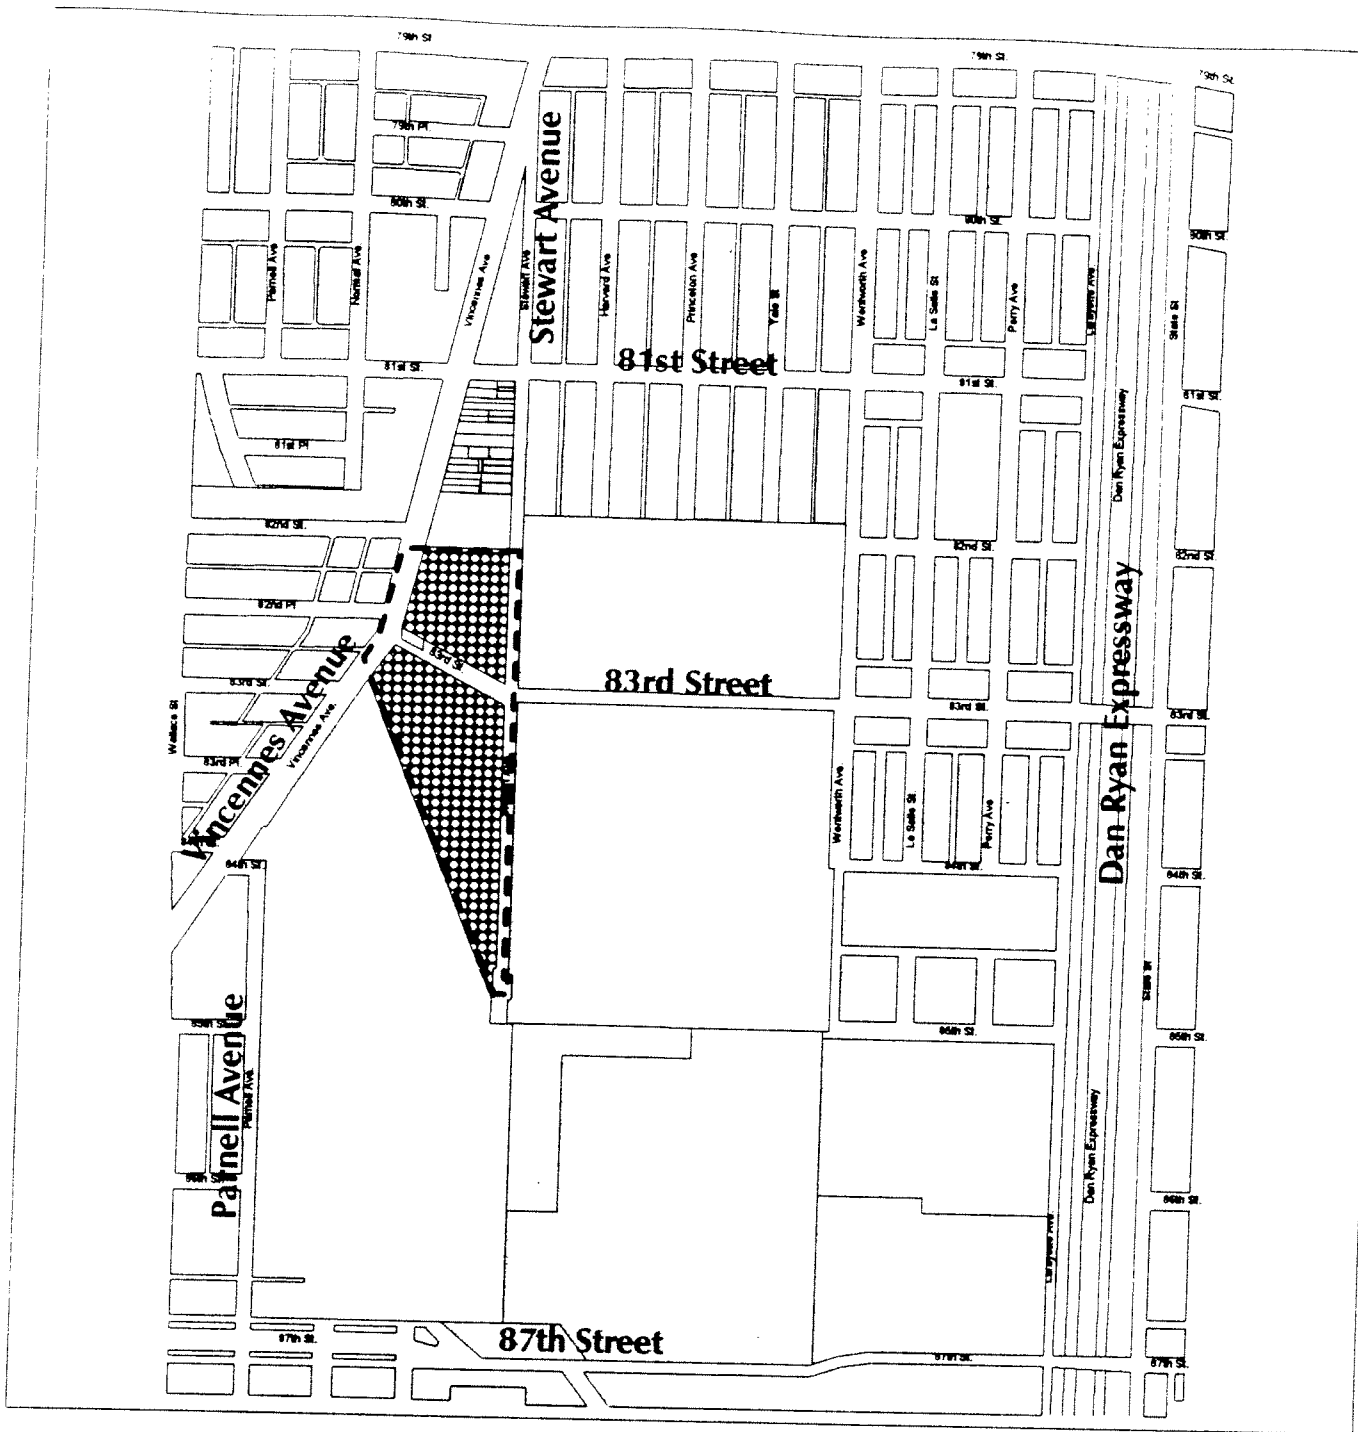 79th St
79th St.
79th St.
79th Pl.
80th St.
80th St.
80th St.
Stewart Avenue
Parnell Ave
Normal Ave.
Vincennes Ave
Stewart Ave
Harvard Ave.
Princeton Ave
Yale St
Wentworth Ave
La Salle St
Perry Ave
Lafayette Ave.
State St
81st Street
81st St.
81st St.
81st St.
81st Pl
Dan Ryan Expressway
82nd St.
82nd St.
82nd St.
82nd Pl
83rd St.
83rd Street
Vincennes Avenue
Dan Ryan Expressway
83rd St.
83rd St.
83rd St.
Wallace St
Vincennes Ave.
83rd Pl.
Wentworth Ave.
La Salle St.
Perry Ave
84th St.
84th St.
84th St.
State St
85th St.
85th St.
85th St.
Parnell Avenue
Parnell Ave.
Dan Ryan Expressway
86th St.
86th St.
Lafayette Ave.
87th Street
87th St.
87th St.
87th St.